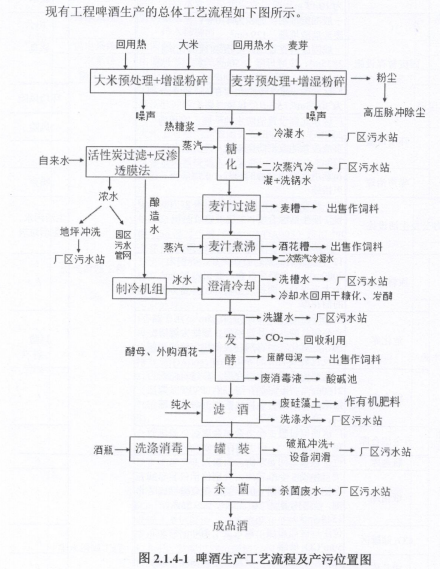 现有工程啤酒生产的总体工艺流程如下图所示。
回用热 大米 回用热水 麦芽
大米预处理+增湿粉碎 麦芽预处理+增湿粉碎 粉尘
噪声 噪声 高压脉冲除尘
热糖浆
蒸汽
糖化
冷凝水 厂区污水站
二次蒸汽冷凝+洗锅水 厂区污水站
自来水 活性炭过滤+反渗透膜法
浓水
酿造水
地坪冲洗
园区污水管网
厂区污水站
麦汁过滤 麦槽 出售作饲料
蒸汽 麦汁煮沸 酒花槽 出售作饲料
二次蒸汽冷凝水
制冷机组 冰水 澄清冷却 洗槽水 厂区污水站
冷却水回用于糖化、发酵
酵母、外购酒花 发酵
洗罐水 厂区污水站
CO₂ 回收利用
废酵母泥 出售作饲料
废消毒液 酸碱池
纯水 滤酒 废硅藻土 作有机肥料
洗涤水 厂区污水站
酒瓶 洗涤消毒 罐装 破瓶冲洗+设备润滑 厂区污水站
杀菌 杀菌废水 厂区污水站
成品酒
图 2.1.4-1 啤酒生产工艺流程及产污位置图